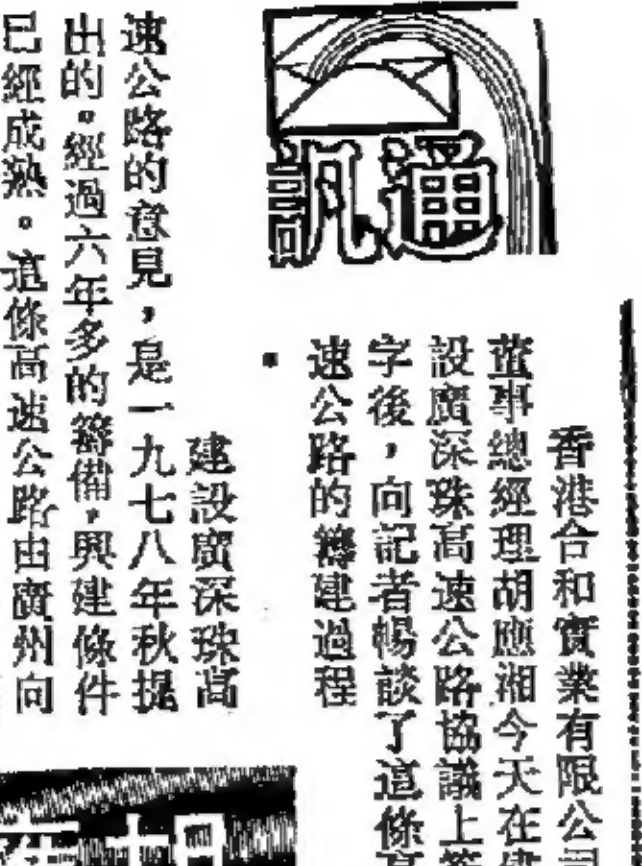 通訊
香港合和實業有限公司
董事總經理胡應湘今天在
設廣深珠高速公路協議上簽
字後，向記者暢談了這條高
速公路的籌建過程
。
建設廣深珠高
速公路的意見，是一九七八年秋提
出的。經過六年多的籌備，興建條件
已經成熟。這條高速公路由廣州向